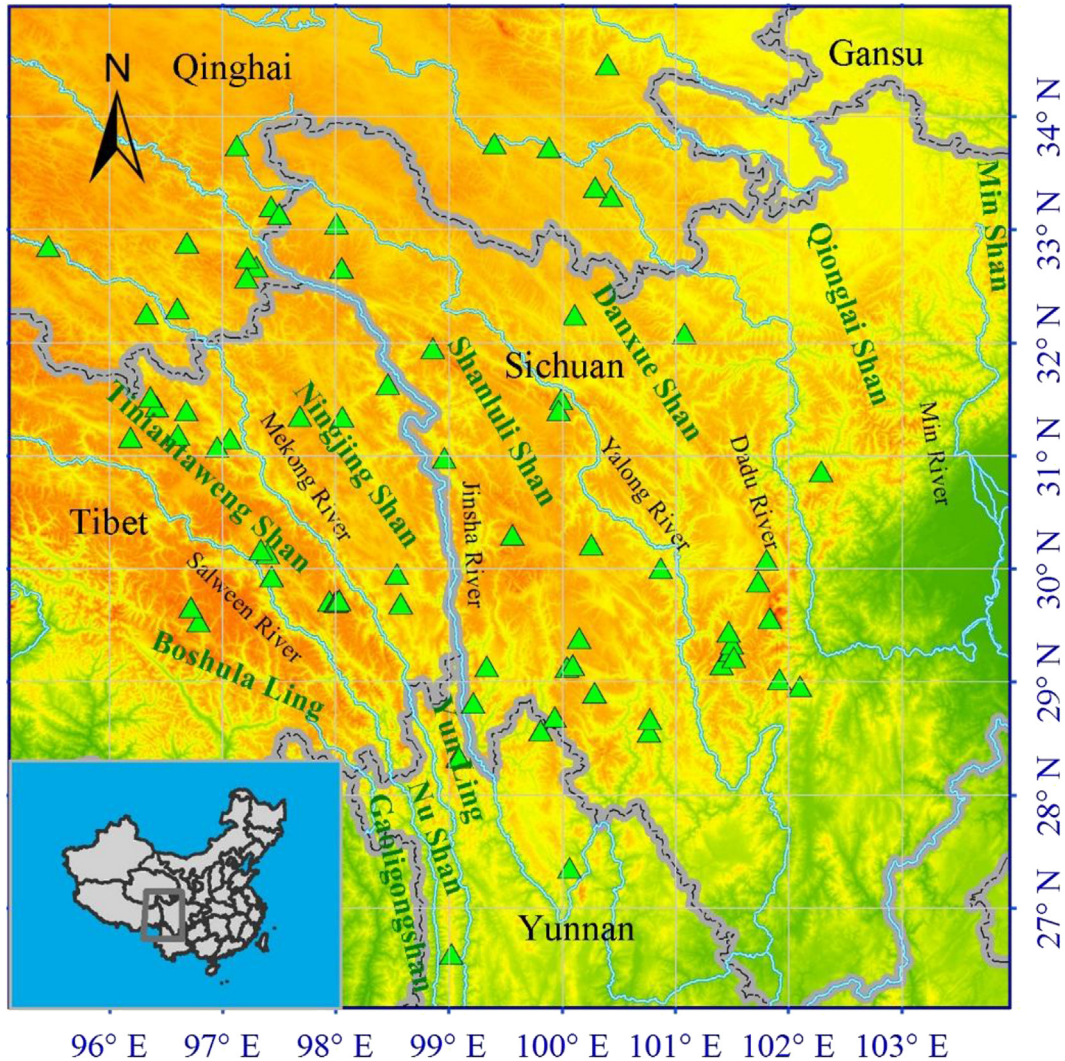 Qinghai
Gansu
N
34° N
Min Shan
33° N
Qionglai Shan
Danxue Shan
32° N
Shanluli Shan
Sichuan
Ningjing Shan
Taniantaweng Shan
Mekong River
Min River
31° N
Yalong River
Dadu River
Jinsha River
Tibet
30° N
Salween River
Boshula Ling
29° N
Yun Ling
28° N
Nu Shan
Gaoligongshan
27° N
Yunnan
96° E 97° E 98° E 99° E 100° E 101° E 102° E 103° E